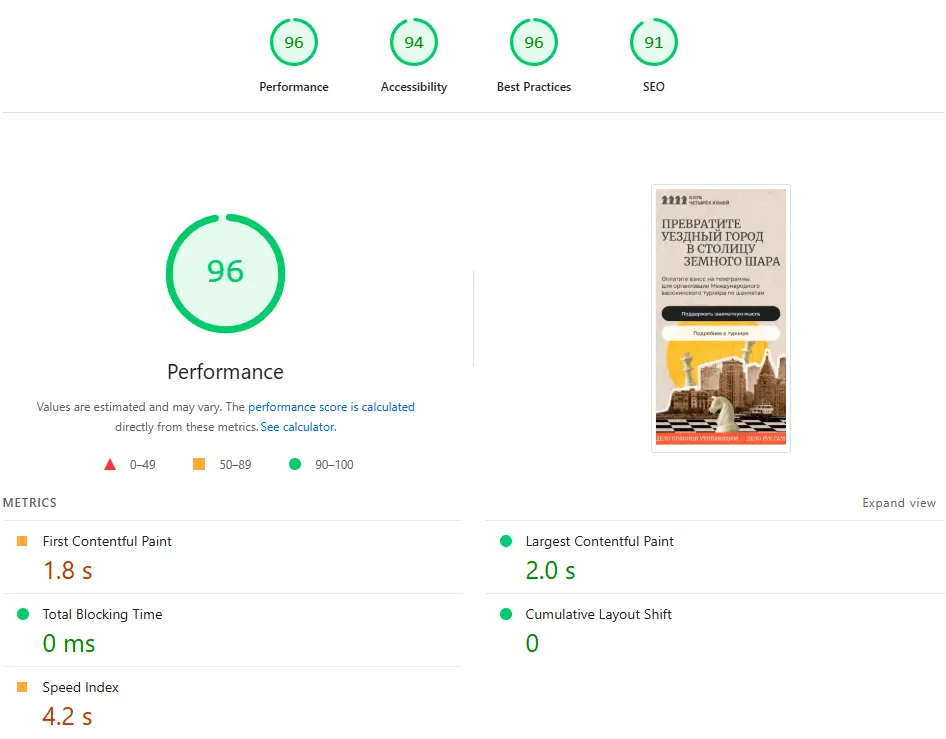 96
94
96
91
Performance
Accessibility
Best Practices
SEO
96
Performance
Values are estimated and may vary. The performance score is calculated
directly from these metrics. See calculator.
0–49
50–89
90–100
КЛУБ
ЧЕТЫРЁХ КОНЕЙ
ПРЕВРАТИТЕ
УЕЗДНЫЙ ГОРОД
В СТОЛИЦУ
ЗЕМНОГО ШАРА
Оплатите взнос на телеграммы
для организации Международного
васюкинского турнира по шахматам
Поддержать шахматную мысль
Подробнее о турнире
ДЕЛО ПОМОЩИ УТОПАЮЩИМ — ДЕЛО РУК САМ
METRICS
Expand view
First Contentful Paint
1.8 s
Largest Contentful Paint
2.0 s
Total Blocking Time
0 ms
Cumulative Layout Shift
0
Speed Index
4.2 s